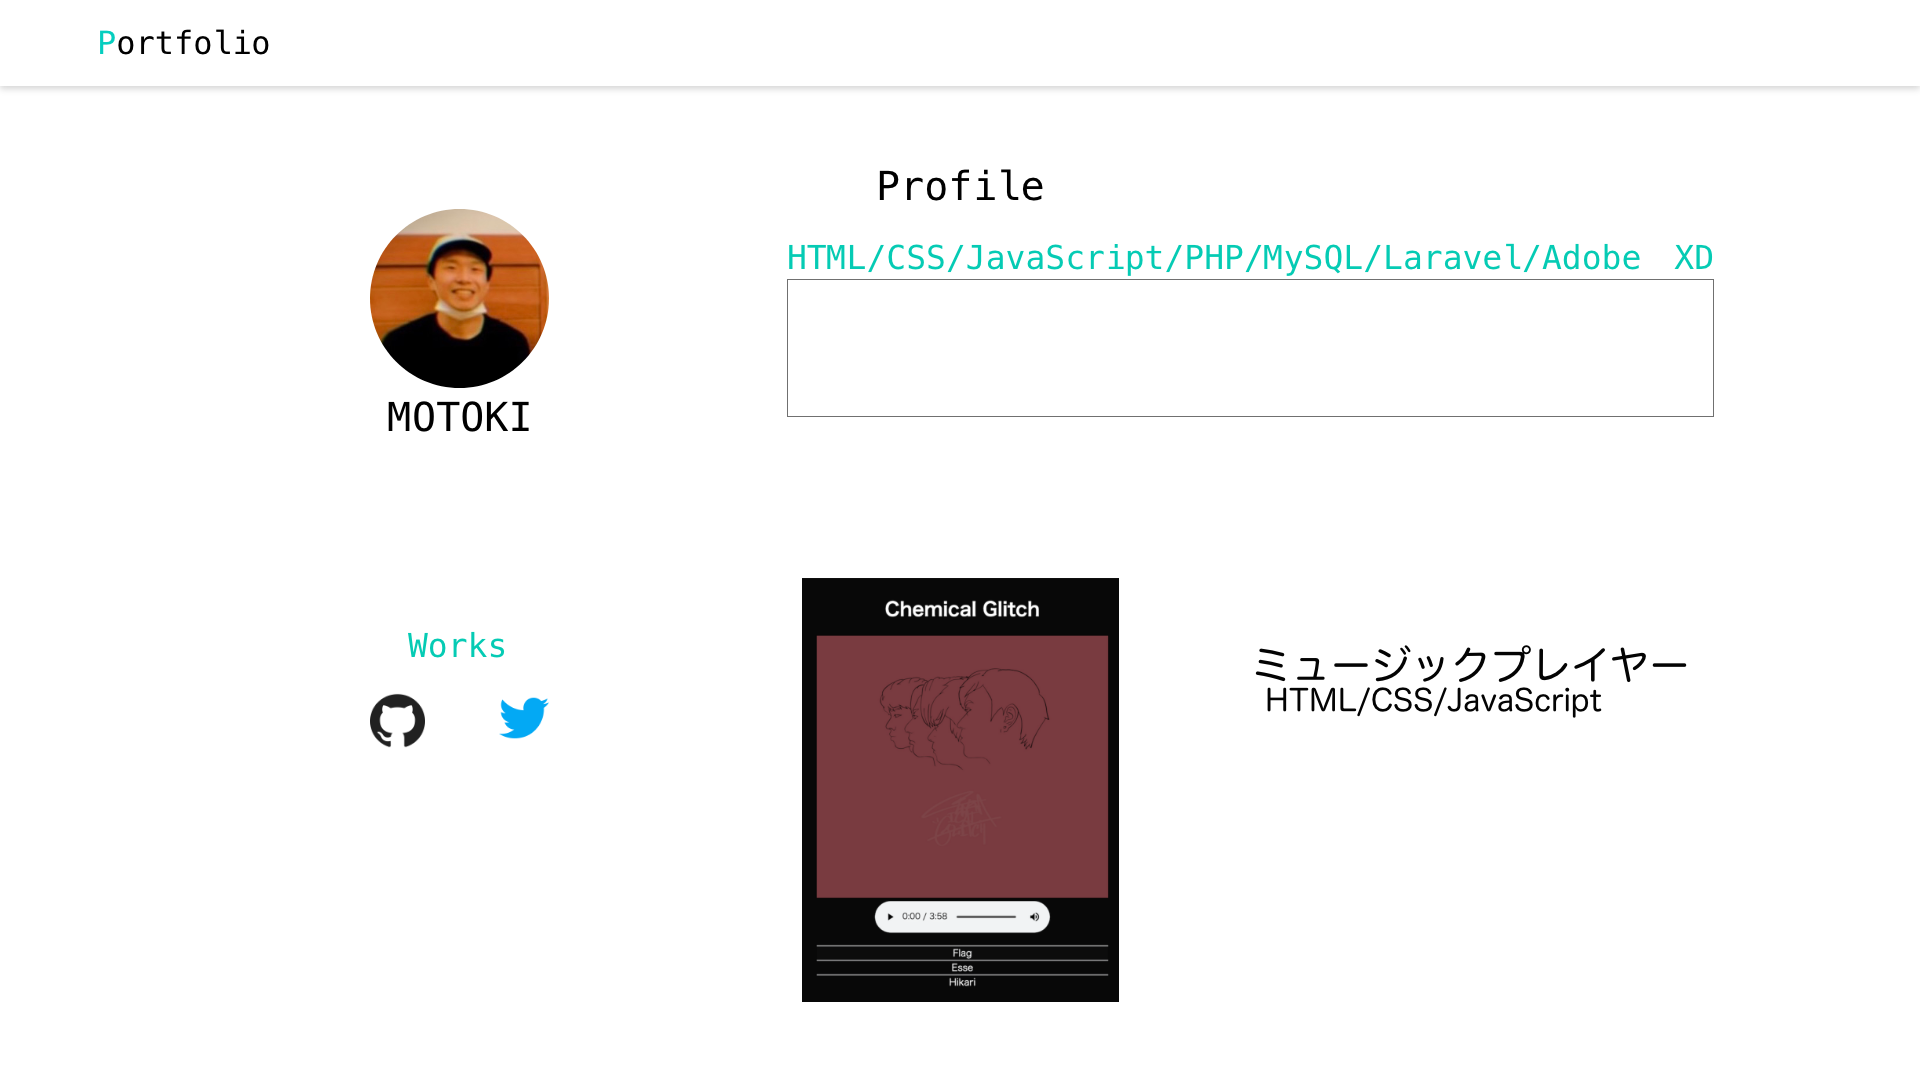 Portfolio
Profile
HTML/CSS/JavaScript/PHP/MySQL/Laravel/Adobe XD
MOTOKI
Works
Chemical Glitch
0:00 / 3:58
Flag
Esse
Hikari
ミュージックプレイヤー
HTML/CSS/JavaScript